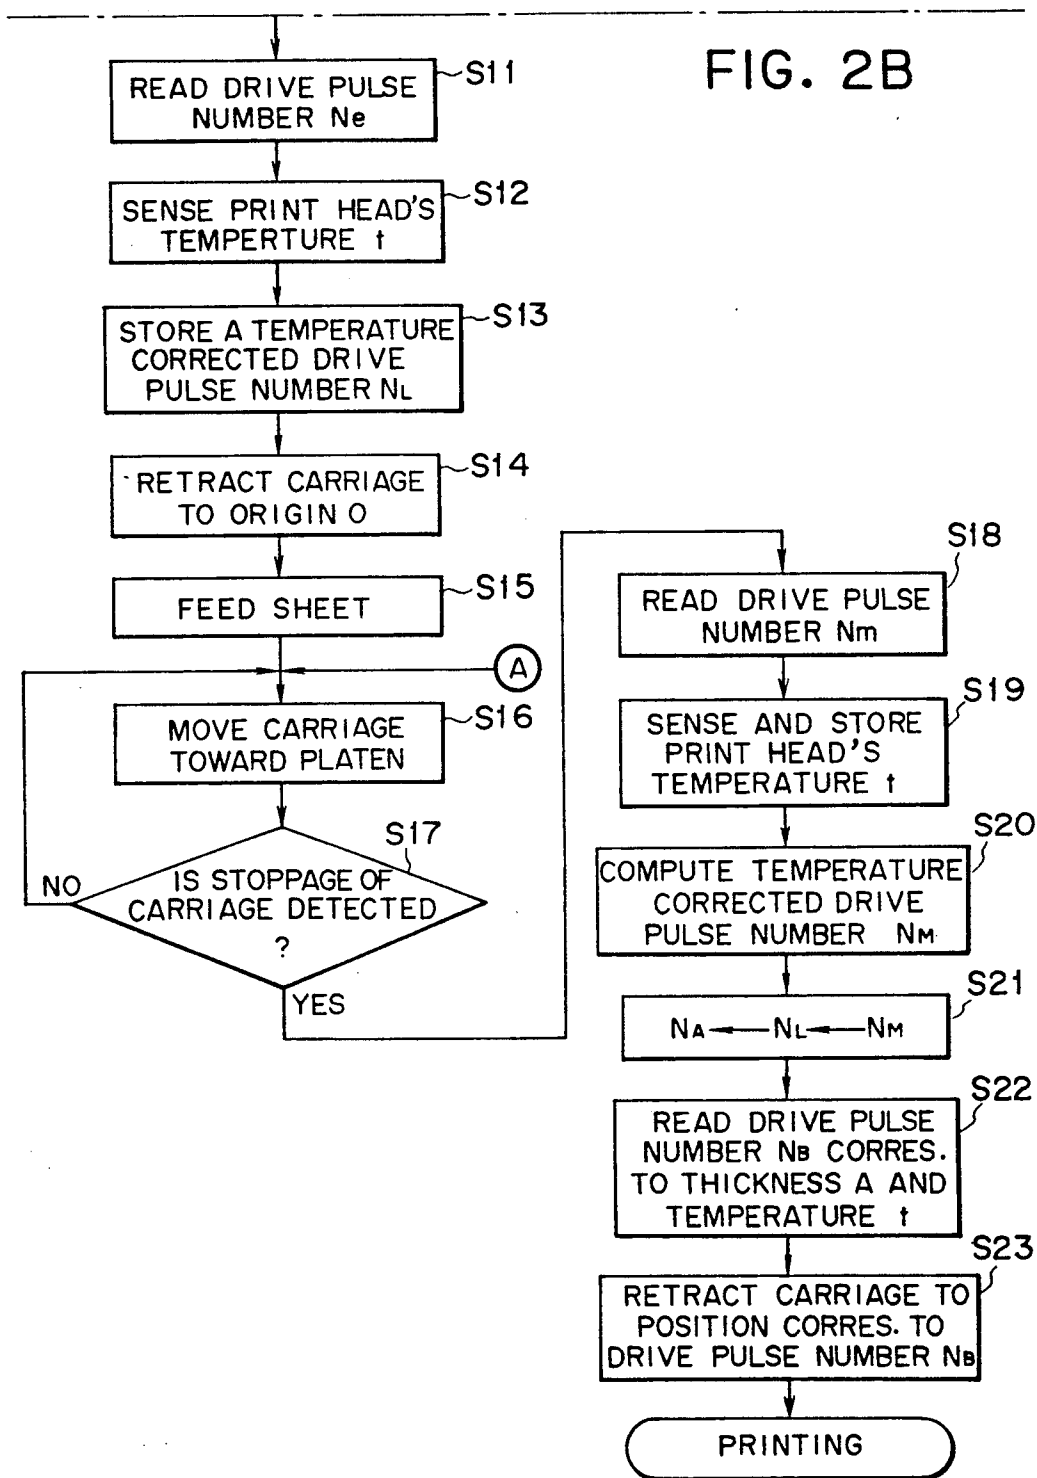 FIG. 2B
S11
READ DRIVE PULSE
NUMBER Ne
S12
SENSE PRINT HEAD'S
TEMPERTURE t
S13
STORE A TEMPERATURE
CORRECTED DRIVE
PULSE NUMBER NL
S14
RETRACT CARRIAGE
TO ORIGIN O
S15
FEED SHEET
A
S16
MOVE CARRIAGE
TOWARD PLATEN
S17
IS STOPPAGE OF
CARRIAGE DETECTED
?
NO
YES
S18
READ DRIVE PULSE
NUMBER Nm
S19
SENSE AND STORE
PRINT HEAD'S
TEMPERATURE t
S20
COMPUTE TEMPERATURE
CORRECTED DRIVE
PULSE NUMBER NM
S21
NA ← NL ← NM
S22
READ DRIVE PULSE
NUMBER NB CORRES.
TO THICKNESS A AND
TEMPERATURE t
S23
RETRACT CARRIAGE TO
POSITION CORRES. TO
DRIVE PULSE NUMBER NB
PRINTING